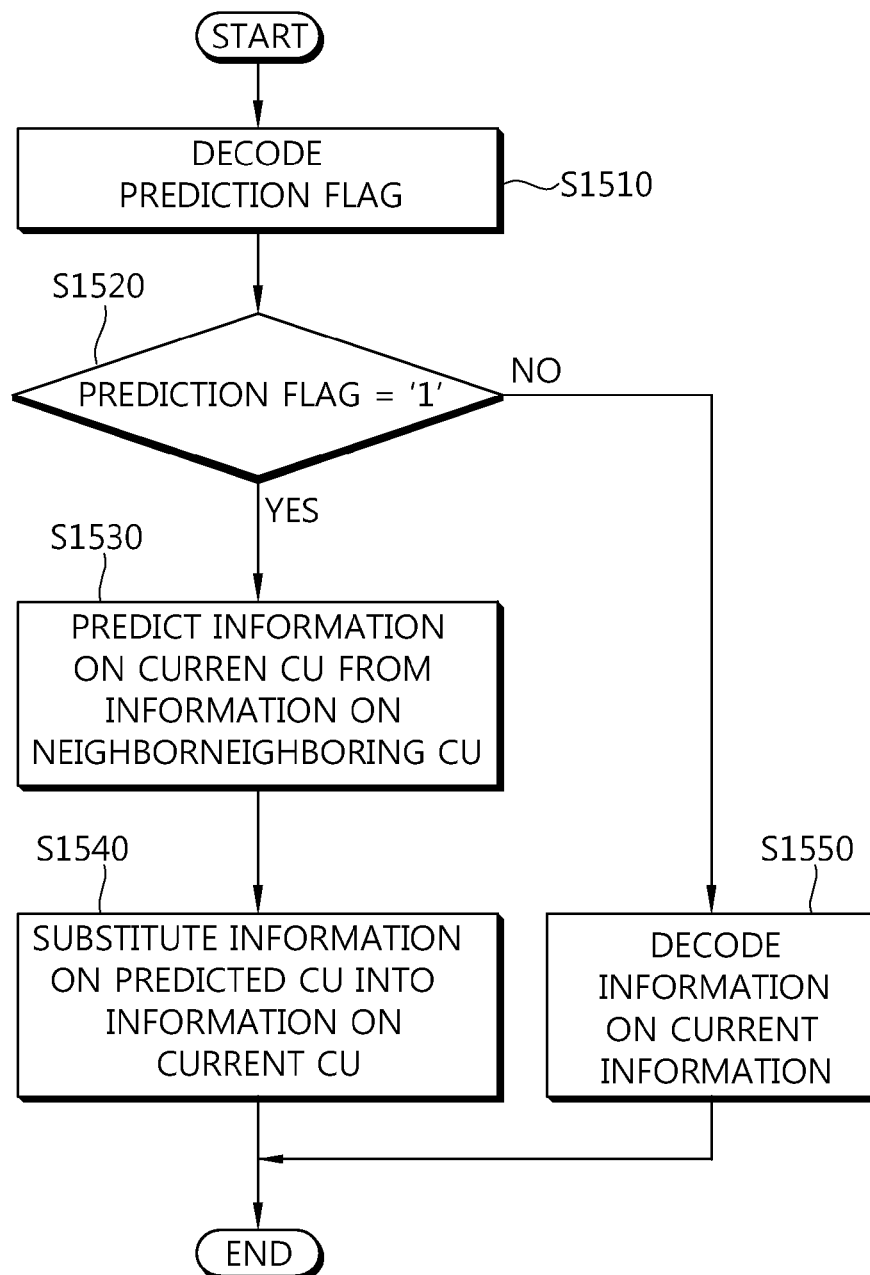 START
DECODE
PREDICTION FLAG
S1510
S1520
PREDICTION FLAG = '1'
NO
YES
S1530
PREDICT INFORMATION
ON CURREN CU FROM
INFORMATION ON
NEIGHBORNEIGHBORING CU
S1540
SUBSTITUTE INFORMATION
ON PREDICTED CU INTO
INFORMATION ON
CURRENT CU
S1550
DECODE
INFORMATION
ON CURRENT
INFORMATION
END